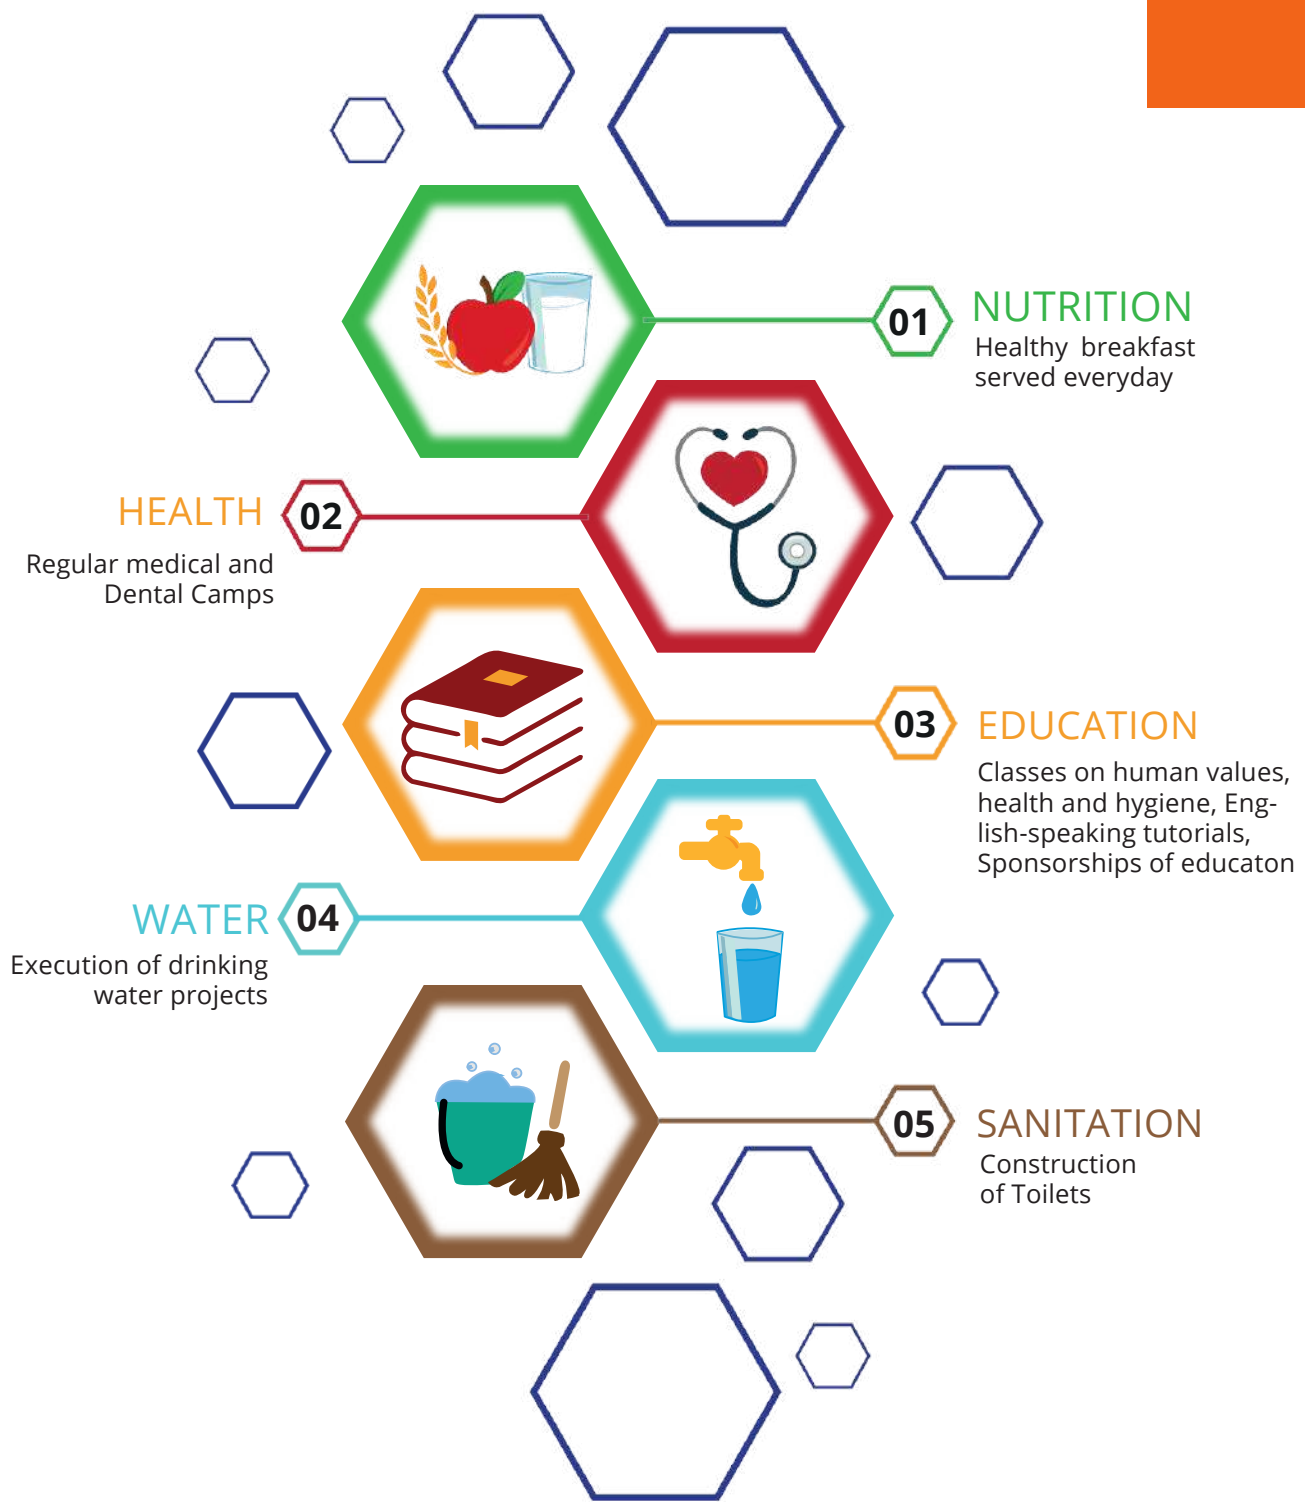 01
NUTRITION
Healthy breakfast
served everyday
HEALTH
02
Regular medical and
Dental Camps
03
EDUCATION
Classes on human values,
health and hygiene, Eng-
lish-speaking tutorials,
Sponsorships of educaton
WATER
04
Execution of drinking
water projects
05
SANITATION
Construction
of Toilets